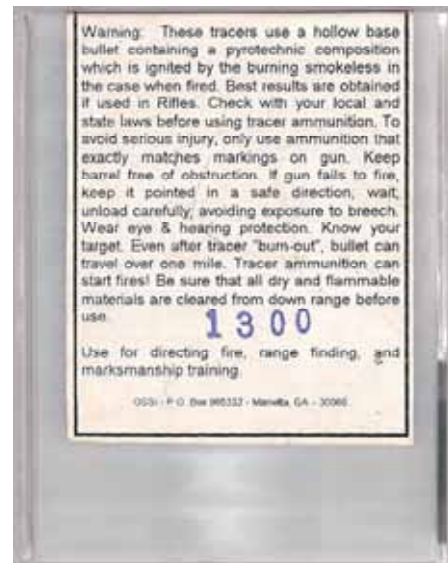 Warning: These tracers use a hollow base
bullet containing a pyrotechnic composition
which is ignited by the burning smokeless in
the case when fired. Best results are obtained
if used in Rifles. Check with your local and
state laws before using tracer ammunition. To
avoid serious injury, only use ammunition that
exactly matches markings on gun. Keep
barrel free of obstruction. If gun fails to fire,
keep it pointed in a safe direction, wait,
unload carefully, avoiding exposure to breech.
Wear eye & hearing protection. Know your
target. Even after tracer "burn-out", bullet can
travel over one mile. Tracer ammunition can
start fires! Be sure that all dry and flammable
materials are cleared from down range before
use.
1300
Use for directing fire, range finding, and
marksmanship training.
P.O. Box - Marietta, GA -